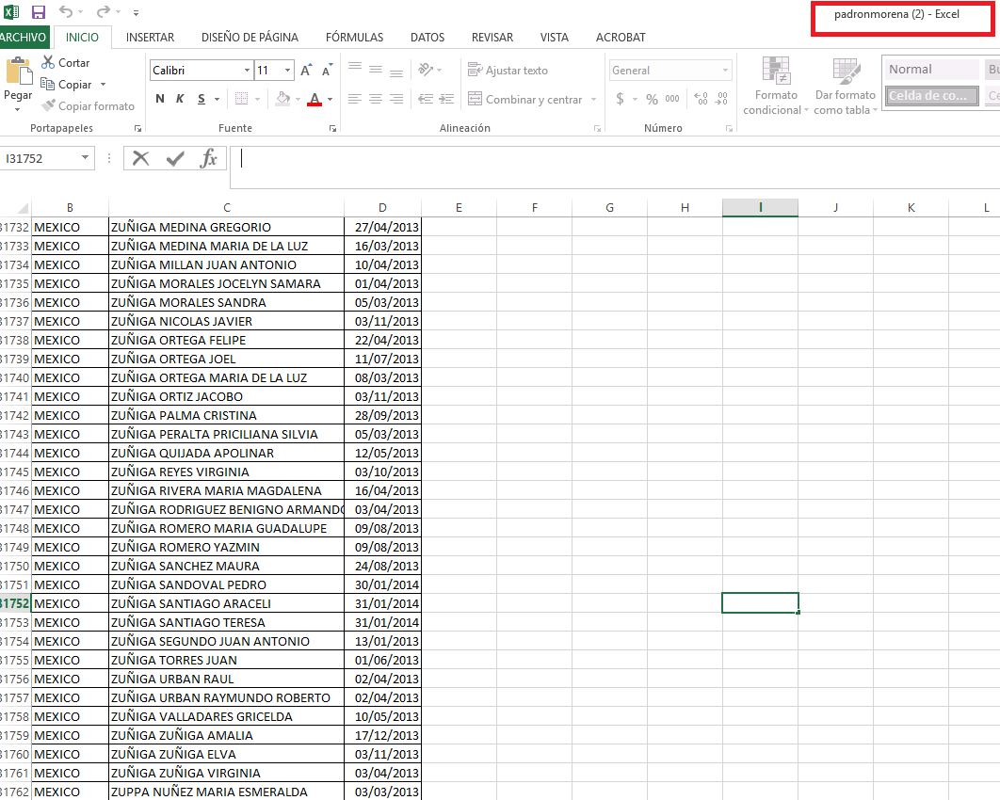 padronmorena (2) - Excel
ARCHIVO INICIO INSERTAR DISEÑO DE PÁGINA FÓRMULAS DATOS REVISAR VISTA ACROBAT
Pegar
Cortar
Copiar
Copiar formato
Portapapeles
Calibri 11 A A
N K S A
Fuente
Ajustar texto
Combinar y centrar
Alineación
General
$ % 000
Número
Formato condicional
Dar formato como tabla
Normal Bu
Celda de co... Ce
I31752 fx
B C D E F G H I J K L
31732 MEXICO ZUÑIGA MEDINA GREGORIO 27/04/2013
31733 MEXICO ZUÑIGA MEDINA MARIA DE LA LUZ 16/03/2013
31734 MEXICO ZUÑIGA MILLAN JUAN ANTONIO 10/04/2013
31735 MEXICO ZUÑIGA MORALES JOCELYN SAMARA 01/04/2013
31736 MEXICO ZUÑIGA MORALES SANDRA 05/03/2013
31737 MEXICO ZUÑIGA NICOLAS JAVIER 03/11/2013
31738 MEXICO ZUÑIGA ORTEGA FELIPE 22/04/2013
31739 MEXICO ZUÑIGA ORTEGA JOEL 11/07/2013
31740 MEXICO ZUÑIGA ORTEGA MARIA DE LA LUZ 08/03/2013
31741 MEXICO ZUÑIGA ORTIZ JACOBO 03/11/2013
31742 MEXICO ZUÑIGA PALMA CRISTINA 28/09/2013
31743 MEXICO ZUÑIGA PERALTA PRICILIANA SILVIA 05/03/2013
31744 MEXICO ZUÑIGA QUIJADA APOLINAR 12/05/2013
31745 MEXICO ZUÑIGA REYES VIRGINIA 03/10/2013
31746 MEXICO ZUÑIGA RIVERA MARIA MAGDALENA 16/04/2013
31747 MEXICO ZUÑIGA RODRIGUEZ BENIGNO ARMANDO 03/04/2013
31748 MEXICO ZUÑIGA ROMERO MARIA GUADALUPE 09/08/2013
31749 MEXICO ZUÑIGA ROMERO YAZMIN 09/08/2013
31750 MEXICO ZUÑIGA SANCHEZ MAURA 24/08/2013
31751 MEXICO ZUÑIGA SANDOVAL PEDRO 30/01/2014
31752 MEXICO ZUÑIGA SANTIAGO ARACELI 31/01/2014
31753 MEXICO ZUÑIGA SANTIAGO TERESA 31/01/2014
31754 MEXICO ZUÑIGA SEGUNDO JUAN ANTONIO 13/01/2013
31755 MEXICO ZUÑIGA TORRES JUAN 01/06/2013
31756 MEXICO ZUÑIGA URBAN RAUL 02/04/2013
31757 MEXICO ZUÑIGA URBAN RAYMUNDO ROBERTO 02/04/2013
31758 MEXICO ZUÑIGA VALLADARES GRICELDA 10/05/2013
31759 MEXICO ZUÑIGA ZUÑIGA AMALIA 17/12/2013
31760 MEXICO ZUÑIGA ZUÑIGA ELVA 03/11/2013
31761 MEXICO ZUÑIGA ZUÑIGA VIRGINIA 03/04/2013
31762 MEXICO ZUPPA NUÑEZ MARIA ESMERALDA 03/03/2013